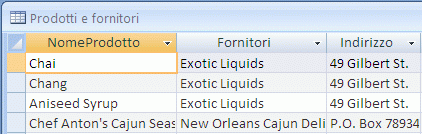 Prodotti e fornitori
NomeProdotto Fornitori Indirizzo
Chai Exotic Liquids 49 Gilbert St.
Chang Exotic Liquids 49 Gilbert St.
Aniseed Syrup Exotic Liquids 49 Gilbert St.
Chef Anton's Cajun Seas New Orleans Cajun Deli P.O. Box 78934